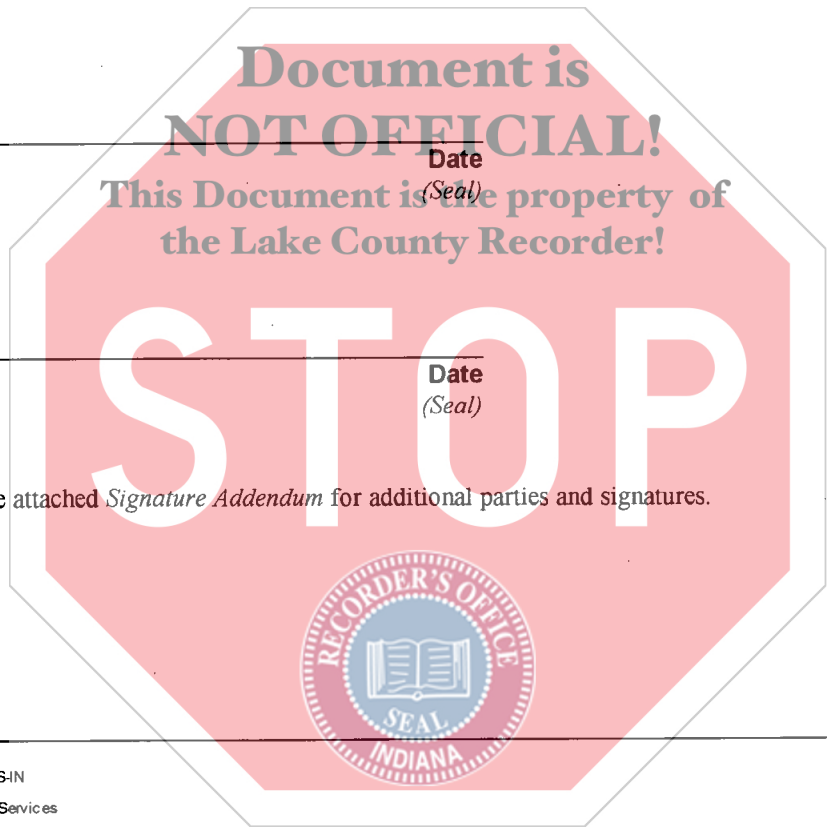 Document is
NOT OFFICIAL!
Date
This Document is the property of
(Seal)
the Lake County Recorder!
STOP
Date
(Seal)
attached Signature Addendum for additional parties and signatures.
RECORDER'S OFFICE
SEAL
INDIANA
S-IN
Services